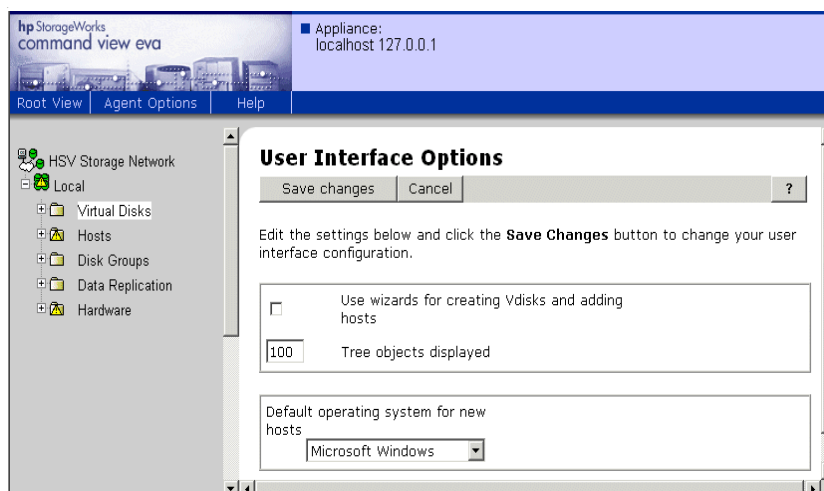 hp StorageWorks
command view eva
Appliance:
localhost 127.0.0.1
Root View
Agent Options
Help
HSV Storage Network
Local
Virtual Disks
Hosts
Disk Groups
Data Replication
Hardware
User Interface Options
Save changes
Cancel
?
Edit the settings below and click the Save Changes button to change your user
interface configuration.
Use wizards for creating Vdisks and adding
hosts
100
Tree objects displayed
Default operating system for new
hosts
Microsoft Windows